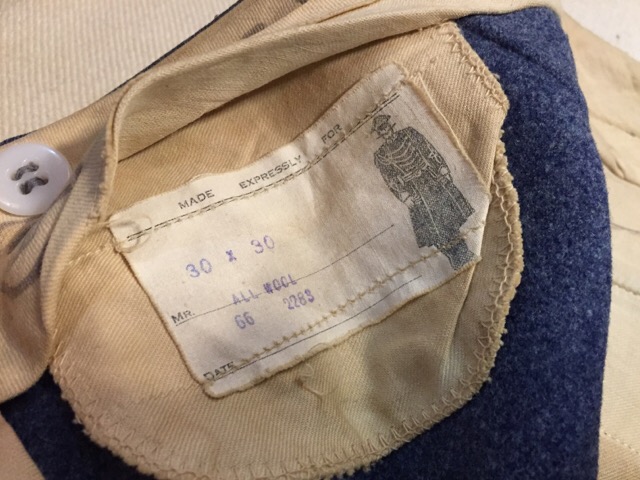 MADE EXPRESSLY FOR
30 x 30
ALL WOOL
MR.
66 2283
DATE